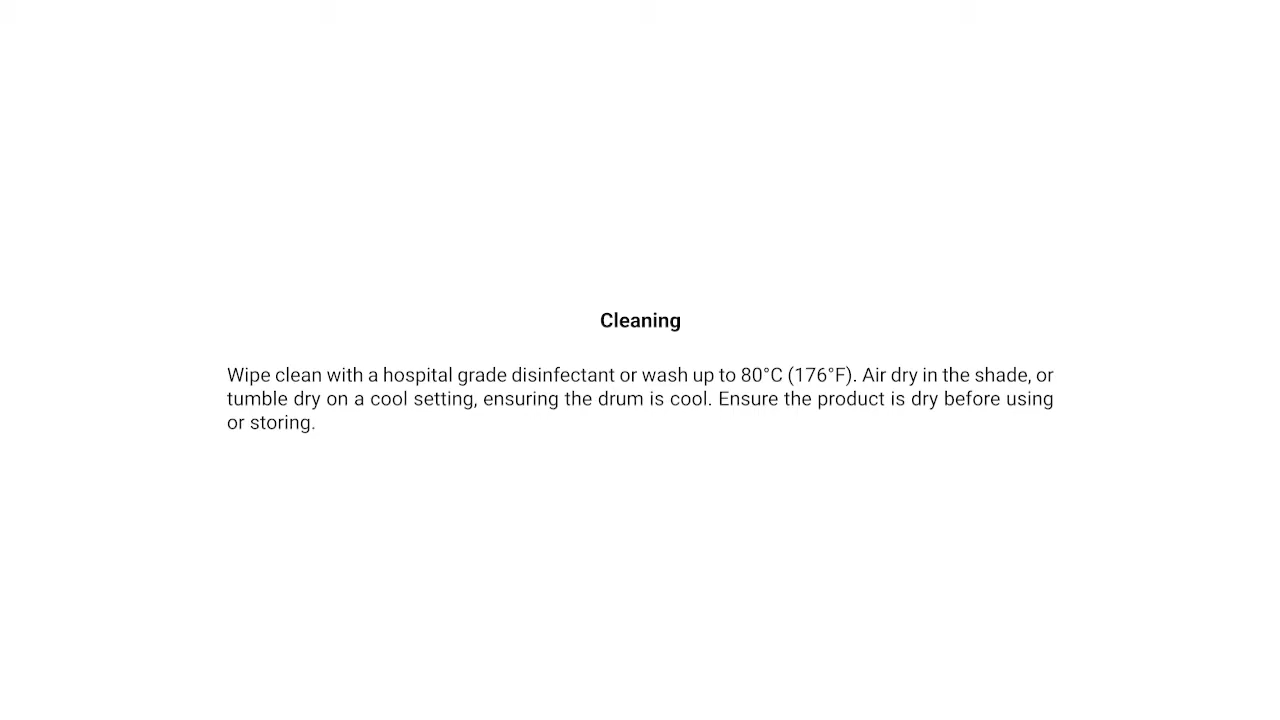 Cleaning
Wipe clean with a hospital grade disinfectant or wash up to 80°C (176°F). Air dry in the shade, or
tumble dry on a cool setting, ensuring the drum is cool. Ensure the product is dry before using
or storing.